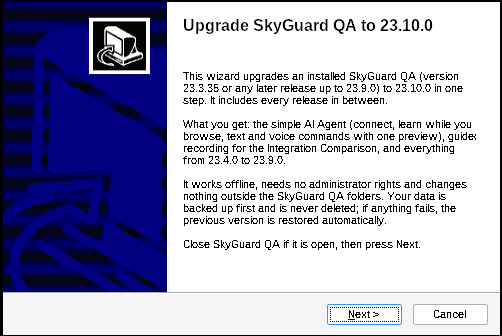 Upgrade SkyGuard QA to 23.10.0
This wizard upgrades an installed SkyGuard QA (version
23.3.35 or any later release up to 23.9.0) to 23.10.0 in one
step. It includes every release in between.
What you get: the simple AI Agent (connect, learn while you
browse, text and voice commands with one preview), guide
recording for the Integration Comparison, and everything
from 23.4.0 to 23.9.0.
It works offline, needs no administrator rights and changes
nothing outside the SkyGuard QA folders. Your data is
backed up first and is never deleted; if anything fails, the
previous version is restored automatically.
Close SkyGuard QA if it is open, then press Next.
Next >
Cancel